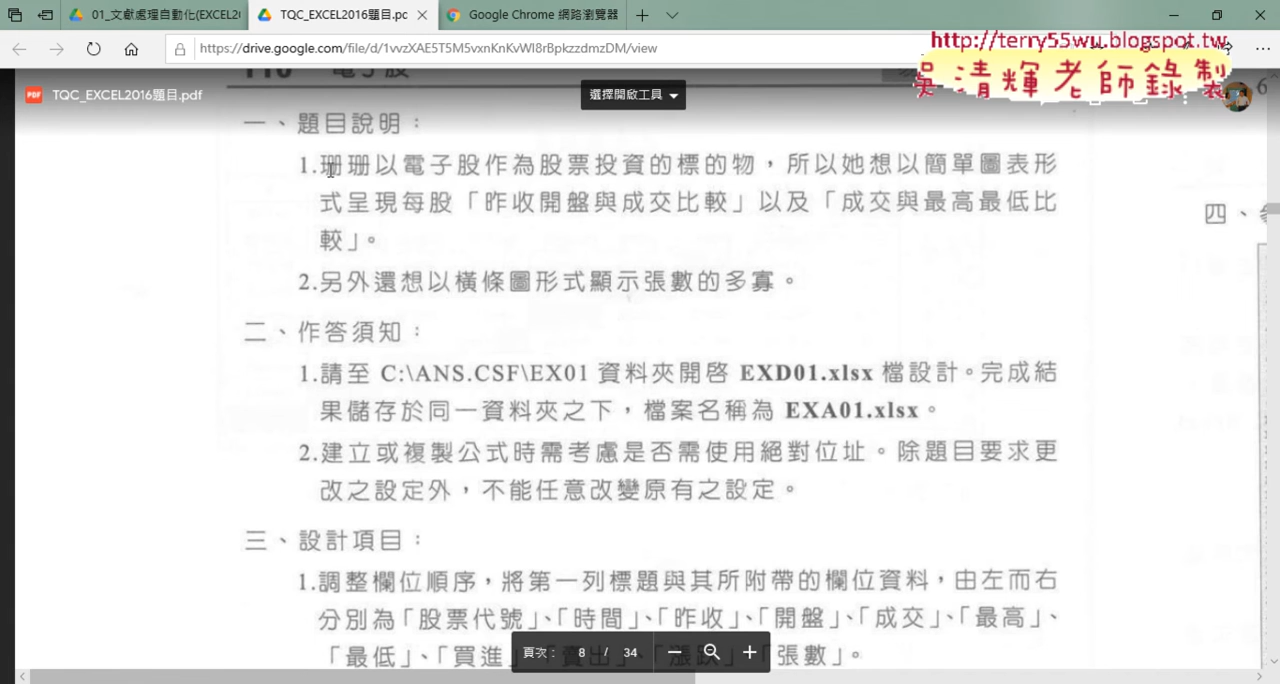 01_文獻處理自動化(EXCEL2(
TQC_EXCEL2016題目.pc
Google Chrome 網路瀏覽器
https://drive.google.com/file/d/1vvzXAE5T5M5vxnKnKvWl8rBpkzzdmzDM/view
http://terry55wu.blogspot.tw
吳清輝老師錄製
110 電子股
PDF TQC_EXCEL2016題目.pdf
選擇開啟工具
一、題目說明：
1.珊珊以電子股作為股票投資的標的物，所以她想以簡單圖表形
式呈現每股「昨收開盤與成交比較」以及「成交與最高最低比
較」。
2.另外還想以橫條圖形式顯示張數的多寡。
四、
二、作答須知：
1.請至 C:\ANS.CSF\EX01 資料夾開啓 EXD01.xlsx 檔設計。完成結
果儲存於同一資料夾之下，檔案名稱為 EXA01.xlsx。
2.建立或複製公式時需考慮是否需使用絕對位址。除題目要求更
改之設定外，不能任意改變原有之設定。
三、設計項目：
1.調整欄位順序，將第一列標題與其所附帶的欄位資料，由左而右
分別為「股票代號」、「時間」、「昨收」、「開盤」、「成交」、「最高」、
「最低」、「買進」、「賣出」、「漲跌」、「張數」。
頁次： 8 / 34